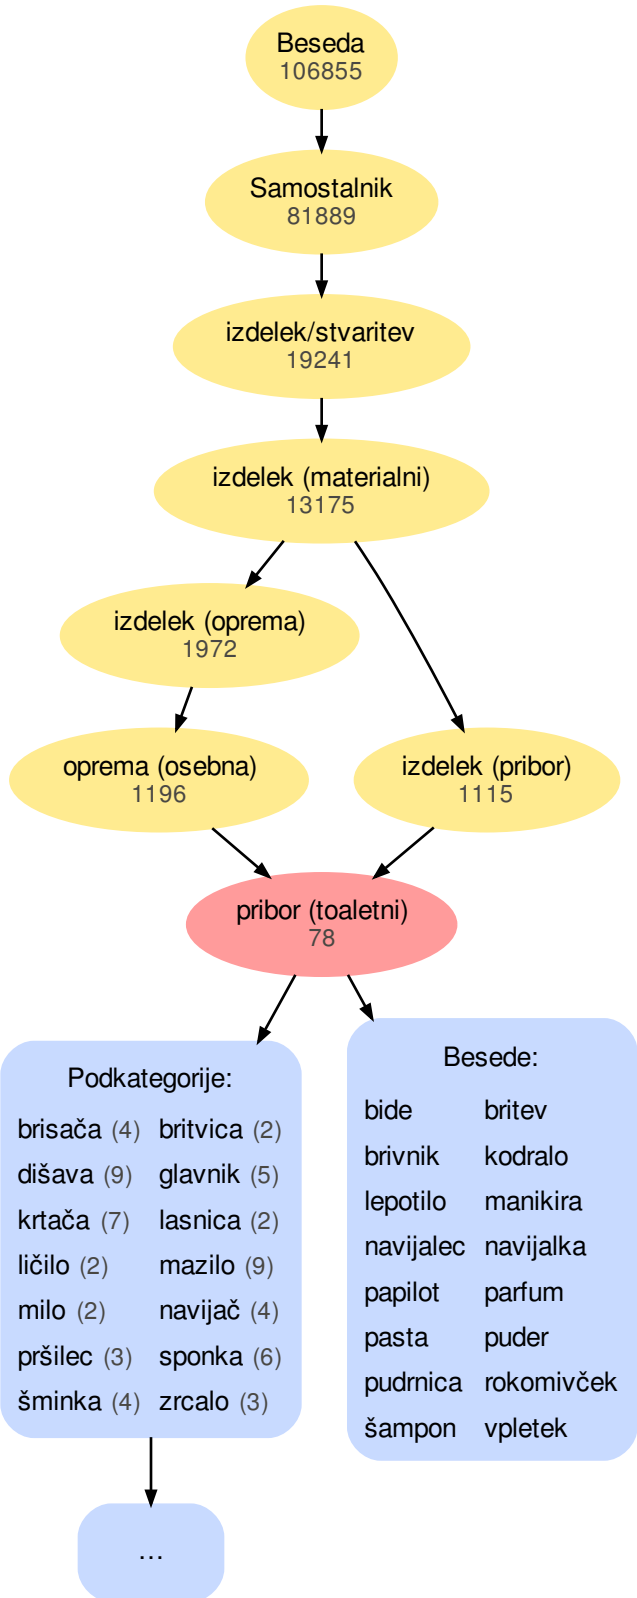 Beseda
106855
Samostalnik
81889
izdelek/stvaritev
19241
izdelek (materialni)
13175
izdelek (oprema)
1972
oprema (osebna)
1196
izdelek (pribor)
1115
pribor (toaletni)
78
Podkategorije:
brisača (4) britvica (2)
dišava (9) glavnik (5)
krtača (7) lasnica (2)
ličilo (2) mazilo (9)
milo (2) navijač (4)
pršilec (3) sponka (6)
šminka (4) zrcalo (3)
Besede:
bide britev
brivnik kodralo
lepotilo manikira
navijalec navijalka
papilot parfum
pasta puder
pudrnica rokomivček
šampon vpletek
...